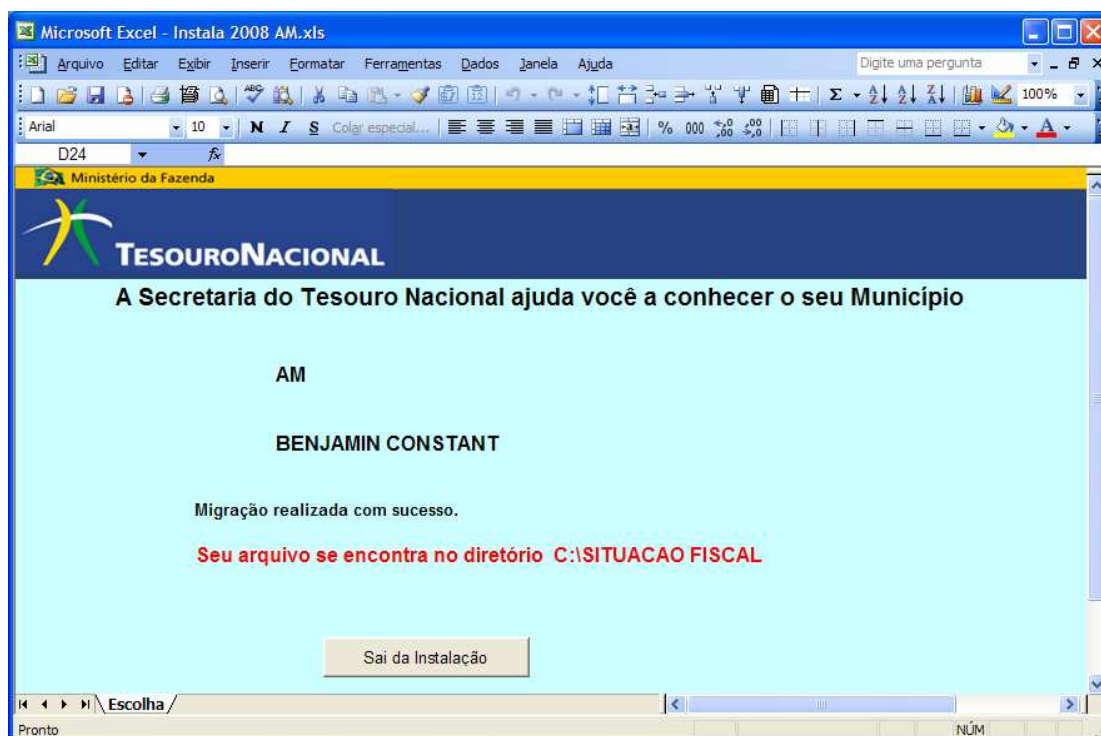 Microsoft Excel - Instala 2008 AM.xls
Arquivo Editar Exibir Inserir Formatar Ferramentas Dados Janela Ajuda Digite uma pergunta
100%
Arial 10 N I S Colar especial... % 000
D24 fx
Ministério da Fazenda
TESOURONACIONAL
A Secretaria do Tesouro Nacional ajuda você a conhecer o seu Município
AM
BENJAMIN CONSTANT
Migração realizada com sucesso.
Seu arquivo se encontra no diretório C:\SITUACAO FISCAL
Sai da Instalação
Escolha
Pronto NÚM